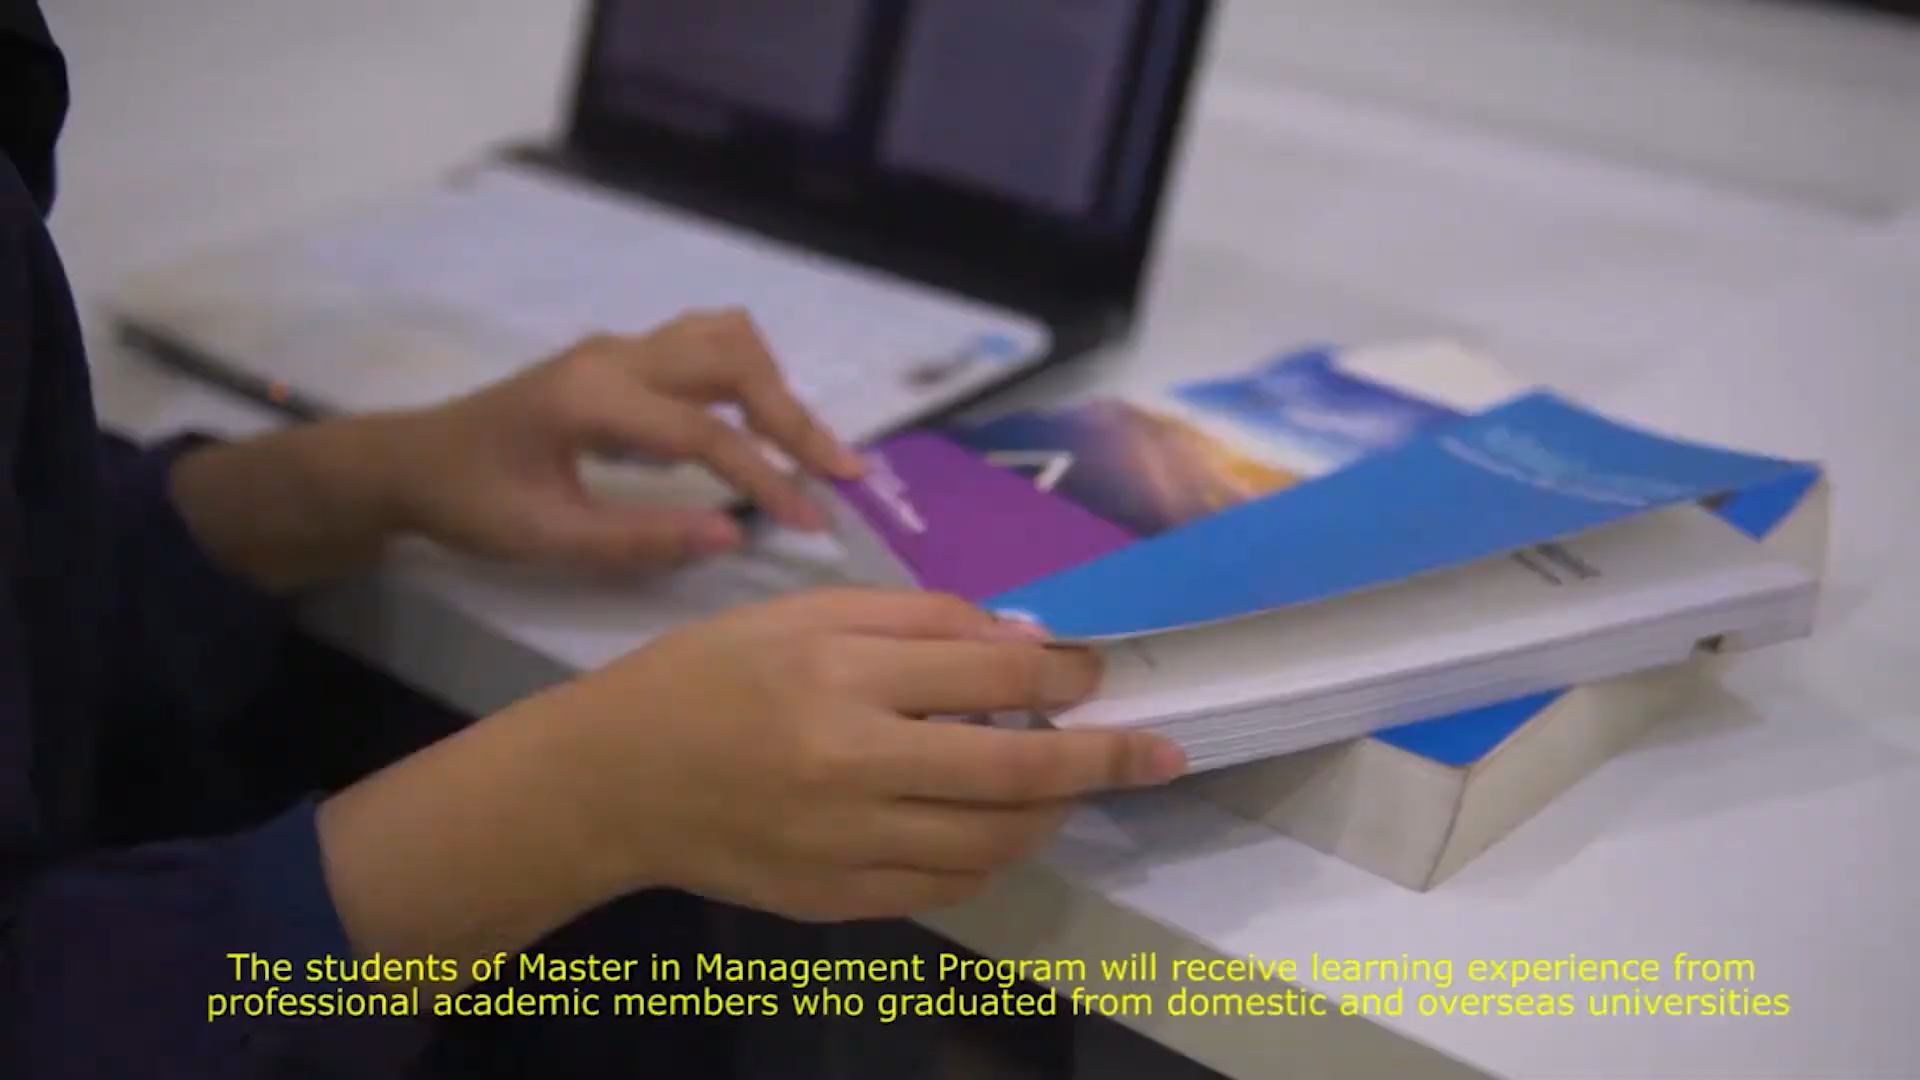 The students of Master in Management Program will receive learning experience from
professional academic members who graduated from domestic and overseas universities